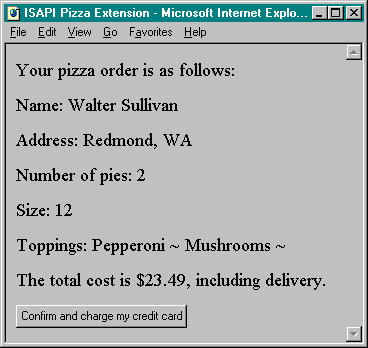 ISAPI Pizza Extension - Microsoft Internet Explo...
File Edit View Go Favorites Help
Your pizza order is as follows:
Name: Walter Sullivan
Address: Redmond, WA
Number of pies: 2
Size: 12
Toppings: Pepperoni ~ Mushrooms ~
The total cost is $23.49, including delivery.
Confirm and charge my credit card